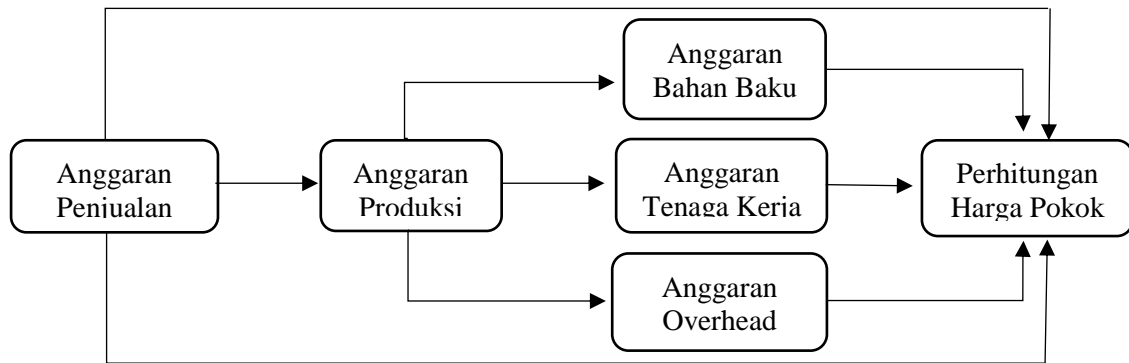 Anggaran
Bahan Baku
Anggaran
Penjualan
Anggaran
Produksi
Anggaran
Tenaga Kerja
Perhitungan
Harga Pokok
Anggaran
Overhead